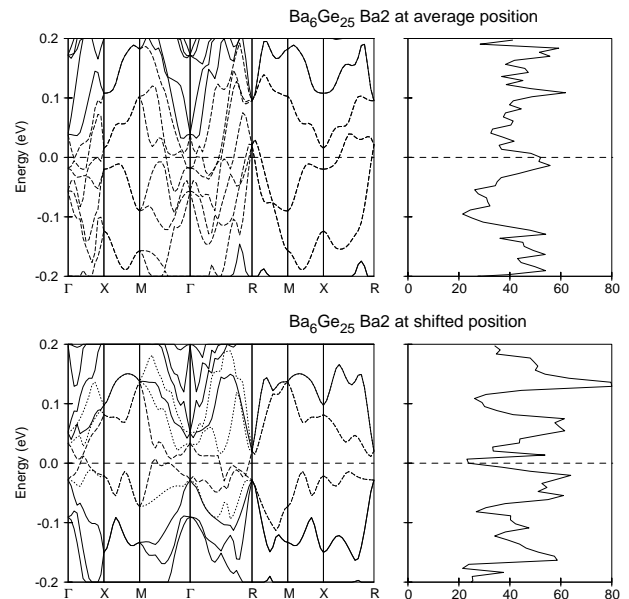 Ba6Ge25 Ba2 at average position
0.2
0.1
0.0
-0.1
-0.2
Energy (eV)
Γ X M Γ R M X R
0 20 40 60 80
Ba6Ge25 Ba2 at shifted position
0.2
0.1
0.0
-0.1
-0.2
Energy (eV)
Γ X M Γ R M X R
0 20 40 60 80